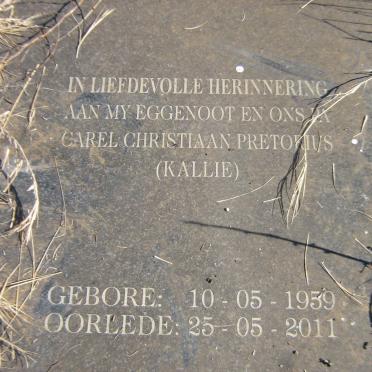 IN LIEFDEVOLLE HERINNERING
AAN MY EGGENOOT EN ONS
CAREL CHRISTIAAN PRETORIUS
(KALLIE)
GEBORE: 10 - 05 - 1959
OORLEDE: 25 - 05 - 2011